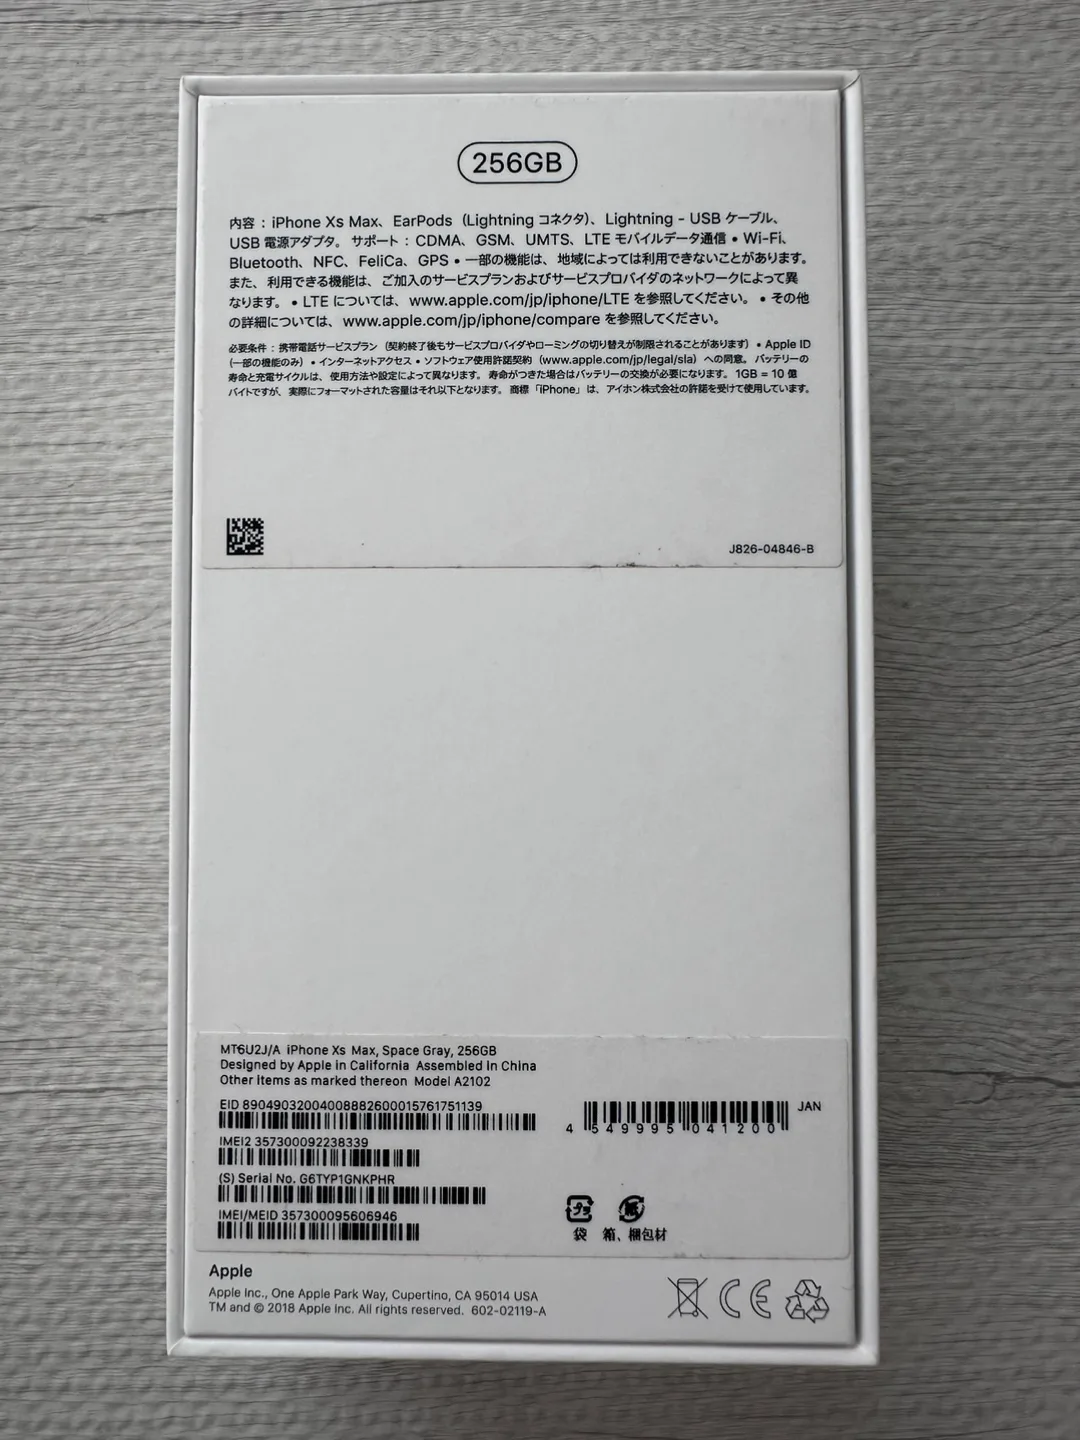 256GB
内容：iPhone Xs Max、EarPods（Lightning コネクタ）、Lightning - USB ケーブル、
USB 電源アダプタ。サポート：CDMA、GSM、UMTS、LTE モバイルデータ通信 • Wi-Fi、
Bluetooth、NFC、FeliCa、GPS • 一部の機能は、地域によっては利用できないことがあります。
また、利用できる機能は、ご加入のサービスプランおよびサービスプロバイダのネットワークによって異
なります。 • LTE については、www.apple.com/jp/iphone/LTE を参照してください。 • その他
の詳細については、www.apple.com/jp/iphone/compare を参照してください。
必要条件：携帯電話サービスプラン（契約終了後もサービスプロバイダやローミングの切り替えが制限されることがあります） • Apple ID
（一部の機能のみ） • インターネットアクセス • ソフトウェア使用許諾契約（www.apple.com/jp/legal/sla）への同意。バッテリーの
寿命と充電サイクルは、使用方法や設定によって異なります。寿命がつきた場合はバッテリーの交換が必要になります。1GB = 10 億
バイトですが、実際にフォーマットされた容量はそれ以下となります。商標「iPhone」は、アイホン株式会社の許諾を受けて使用しています。
J826-04846-B
MT6U2J/A iPhone Xs Max, Space Gray, 256GB
Designed by Apple in California Assembled in China
Other items as marked thereon Model A2102
EID 89049032004008882600015761751139
IMEI2 357300092238339
(S) Serial No. G6TYP1GNKPHR
IMEI/MEID 357300095606946
JAN
4 549995 041200
プラ 紙
袋 箱、梱包材
Apple
Apple Inc., One Apple Park Way, Cupertino, CA 95014 USA
TM and © 2018 Apple Inc. All rights reserved. 602-02119-A
CE